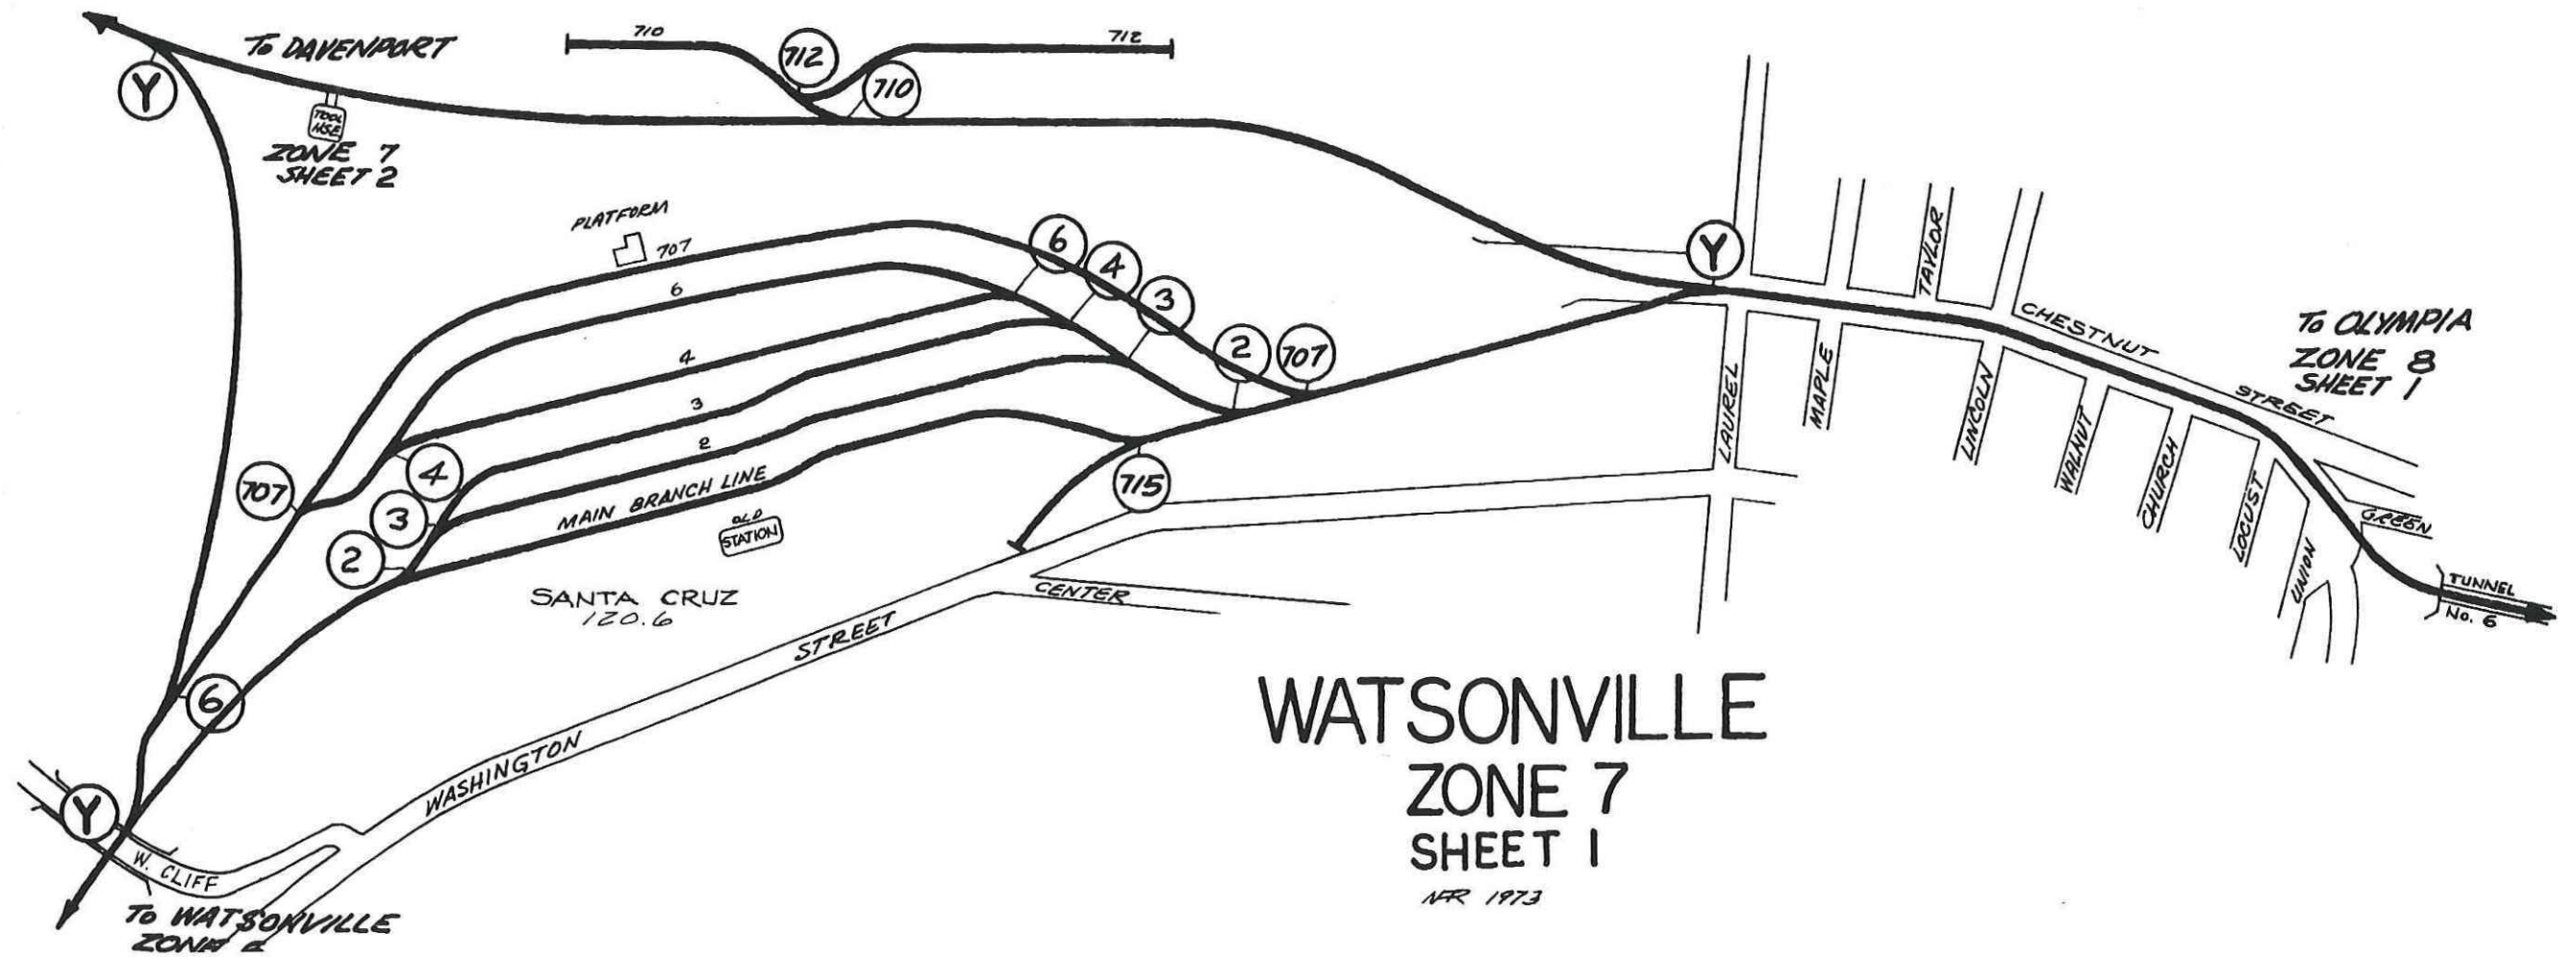 To DAVENPORT
710
712
712
710
Y
TOOL
HSE
ZONE 7
SHEET 2
PLATFORM
707
6
4
3
2
MAIN BRANCH LINE
OLD
STATION
SANTA CRUZ
120.6
6
4
3
2
707
715
Y
707
4
3
2
6
Y
LAUREL
MAPLE
TAYLOR
LINCOLN
WALNUT
CHURCH
LOCUST
UNION
GREEN
CHESTNUT
STREET
To OLYMPIA
ZONE 8
SHEET 1
TUNNEL
No. 6
CENTER
WASHINGTON
STREET
W. CLIFF
To WATSONVILLE
ZONE
WATSONVILLE
ZONE 7
SHEET 1
1973